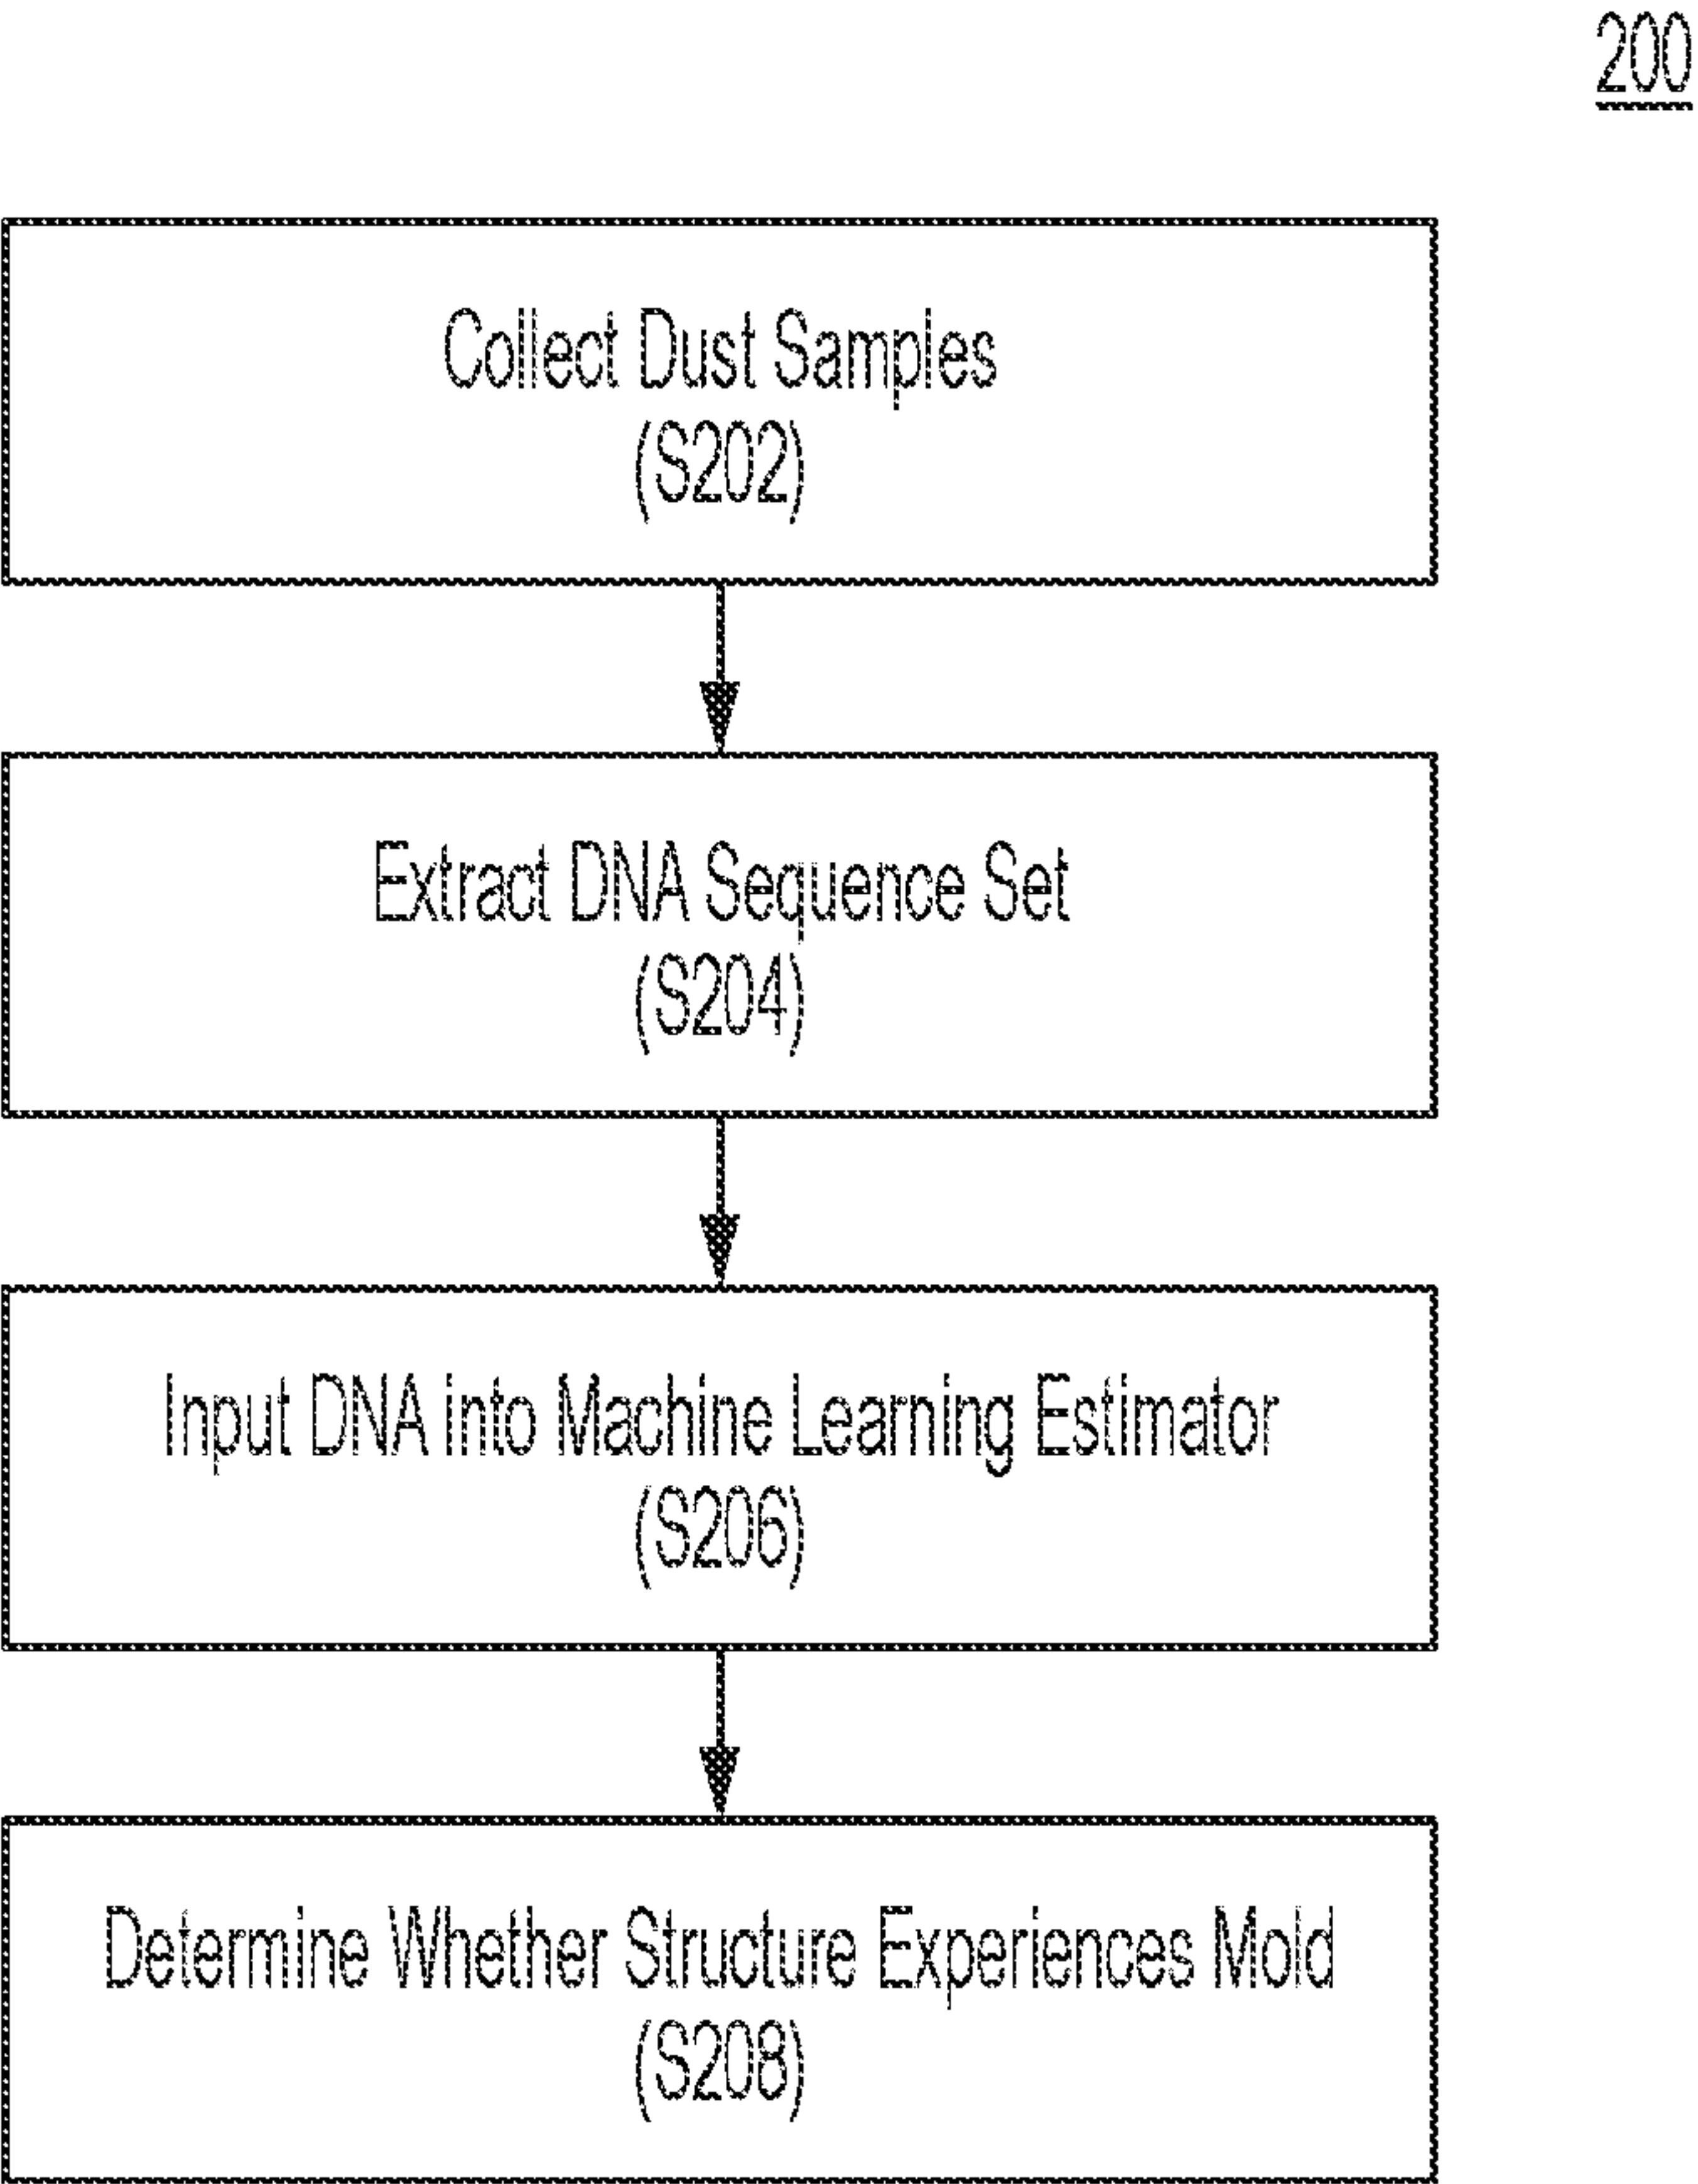 200
Collect Dust Samples
(S202)
Extract DNA Sequence Set
(S204)
Input DNA into Machine Learning Estimator
(S206)
Determine Whether Structure Experiences Mold
(S208)